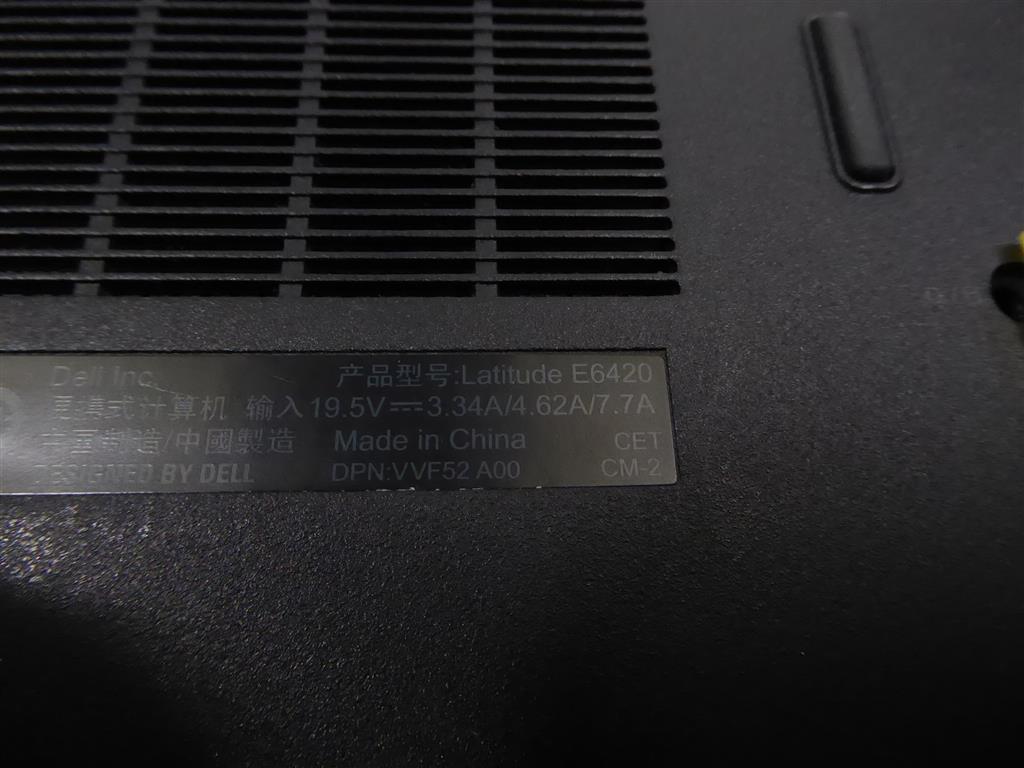 Dell Inc. 产品型号:Latitude E6420
便携式计算机 输入 19.5V⎓3.34A/4.62A/7.7A
中国制造/中國製造 Made in China CET
DESIGNED BY DELL DPN:VVF52 A00 CM-2